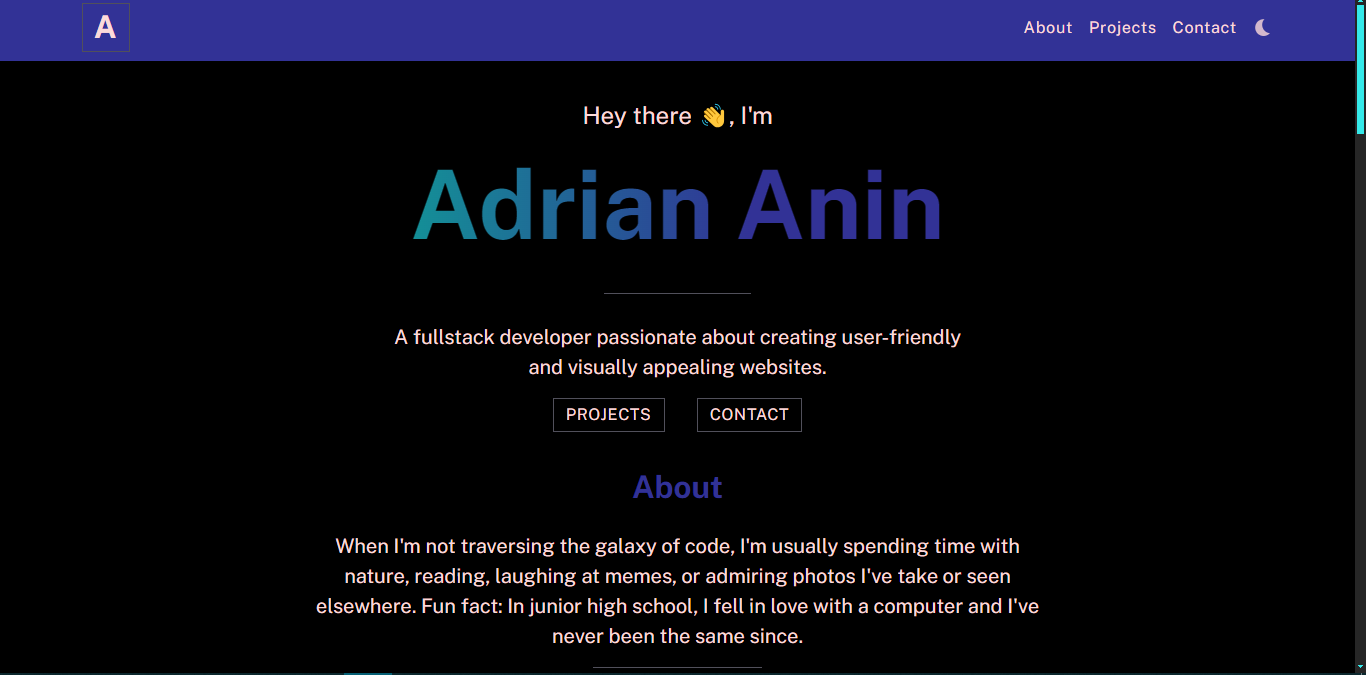 A
About Projects Contact
Hey there 👋, I'm
Adrian Anin
A fullstack developer passionate about creating user-friendly
and visually appealing websites.
PROJECTS CONTACT
About
When I'm not traversing the galaxy of code, I'm usually spending time with
nature, reading, laughing at memes, or admiring photos I've take or seen
elsewhere. Fun fact: In junior high school, I fell in love with a computer and I've
never been the same since.